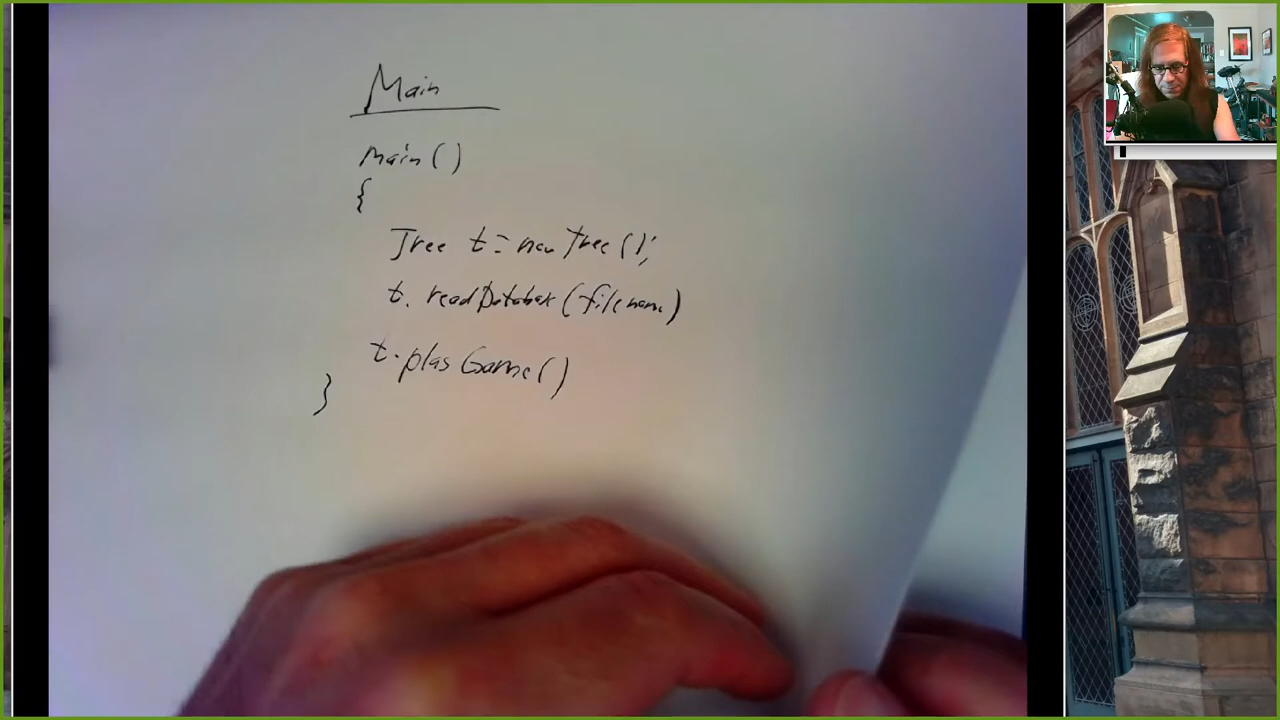 Main
Main()
{
Tree t = new Tree();
t. readDatabase(filename)
t. playGame()
}